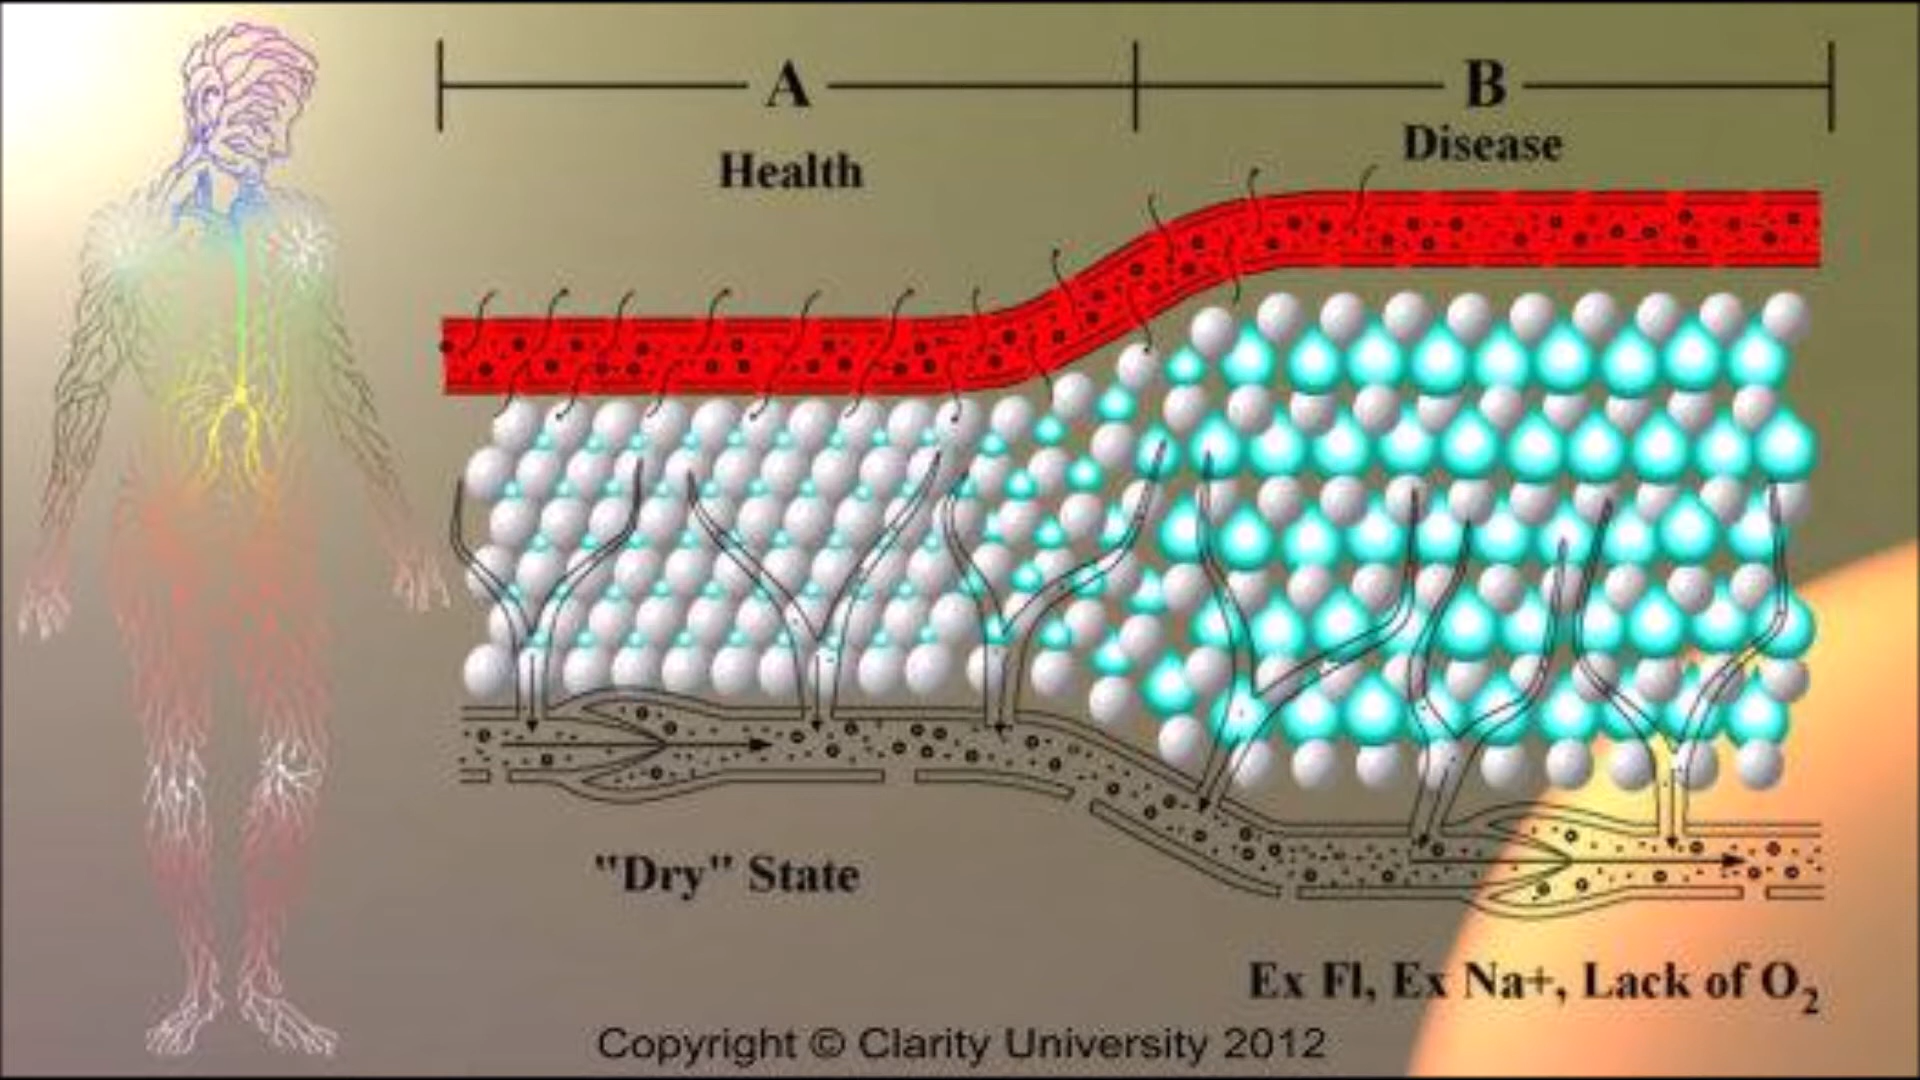 A
B
Health
Disease
"Dry" State
Ex Fl, Ex Na+, Lack of O₂
Copyright © Clarity University 2012